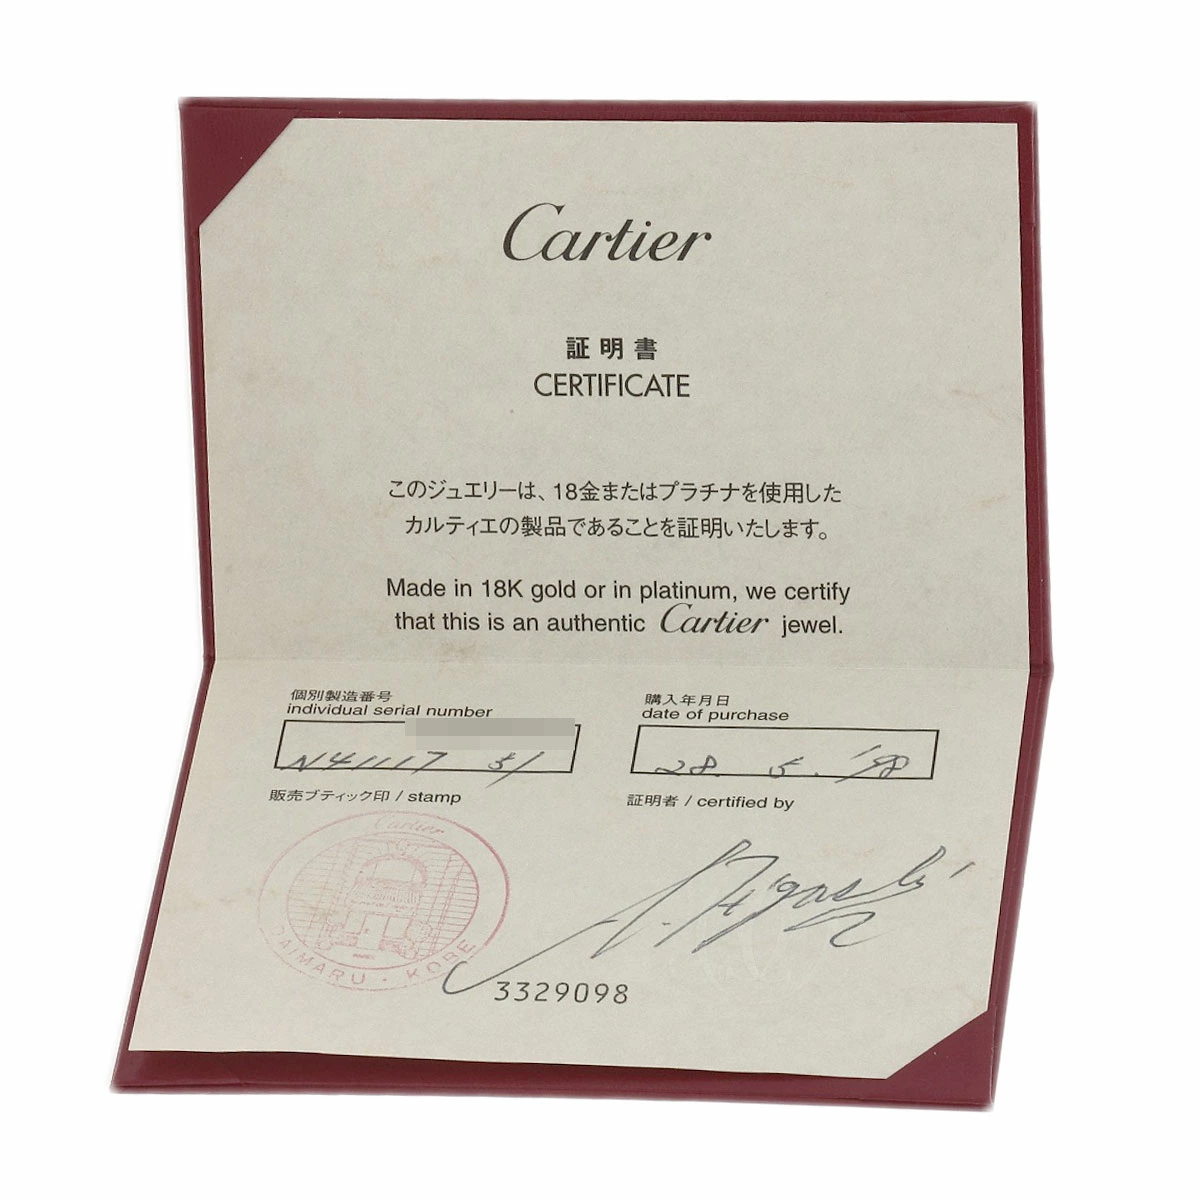 Cartier
証明書
CERTIFICATE
このジュエリーは、18金またはプラチナを使用した
カルティエの製品であることを証明いたします。
Made in 18K gold or in platinum, we certify
that this is an authentic Cartier jewel.
個別製造番号
individual serial number
N41117 51
購入年月日
date of purchase
28. 5. '98
販売ブティック印 / stamp
証明者 / certified by
Cartier
DAIMARU · KOBE
3329098